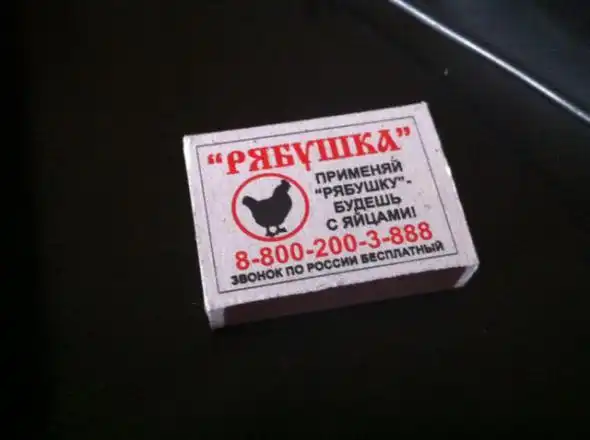 “РЯБУШКА”
ПРИМЕНЯЙ
“РЯБУШКУ”-
БУДЕШЬ
С ЯЙЦАМИ!
8-800-200-3-888
ЗВОНОК ПО РОССИИ БЕСПЛАТНЫЙ